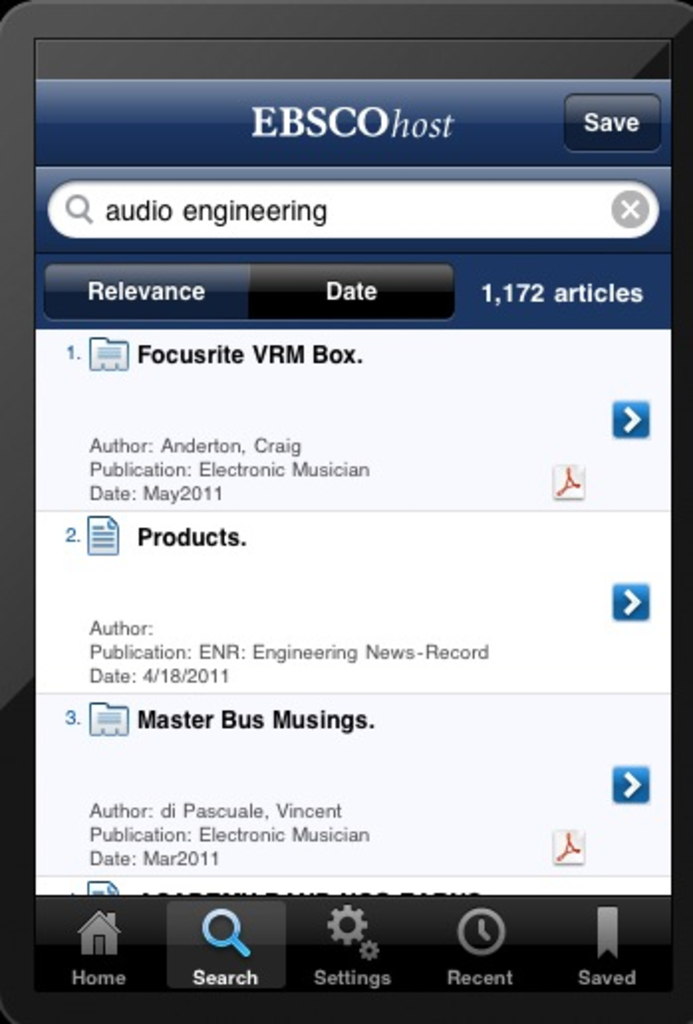 EBSCOhost
Save
audio engineering
Relevance
Date
1,172 articles
1.
Focusrite VRM Box.
Author: Anderton, Craig
Publication: Electronic Musician
Date: May2011
2.
Products.
Author:
Publication: ENR: Engineering News-Record
Date: 4/18/2011
3.
Master Bus Musings.
Author: di Pascuale, Vincent
Publication: Electronic Musician
Date: Mar2011
Home
Search
Settings
Recent
Saved